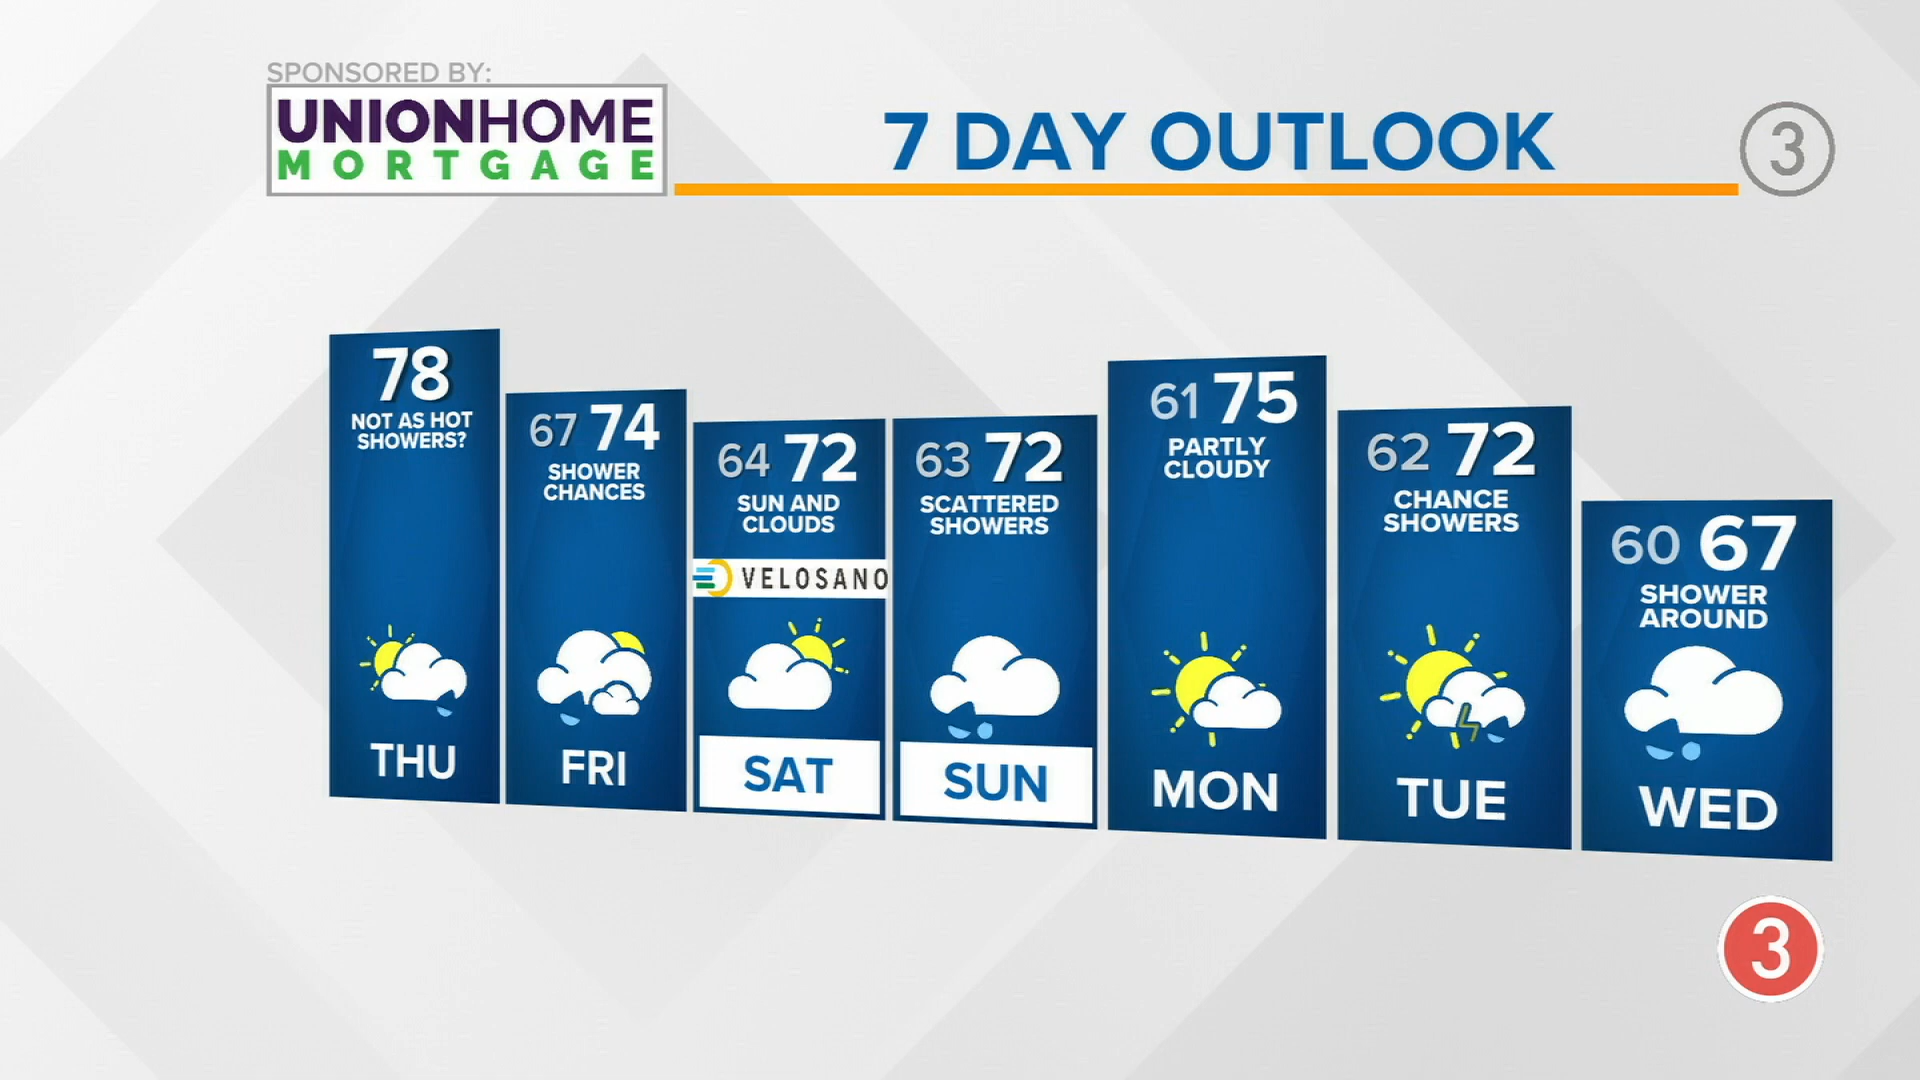 SPONSORED BY:
UNIONHOME
MORTGAGE
7 DAY OUTLOOK
3
78
NOT AS HOT
SHOWERS?
THU
67 74
SHOWER
CHANCES
FRI
64 72
SUN AND
CLOUDS
VELOSANO
SAT
63 72
SCATTERED
SHOWERS
SUN
61 75
PARTLY
CLOUDY
MON
62 72
CHANCE
SHOWERS
TUE
60 67
SHOWER
AROUND
WED
3